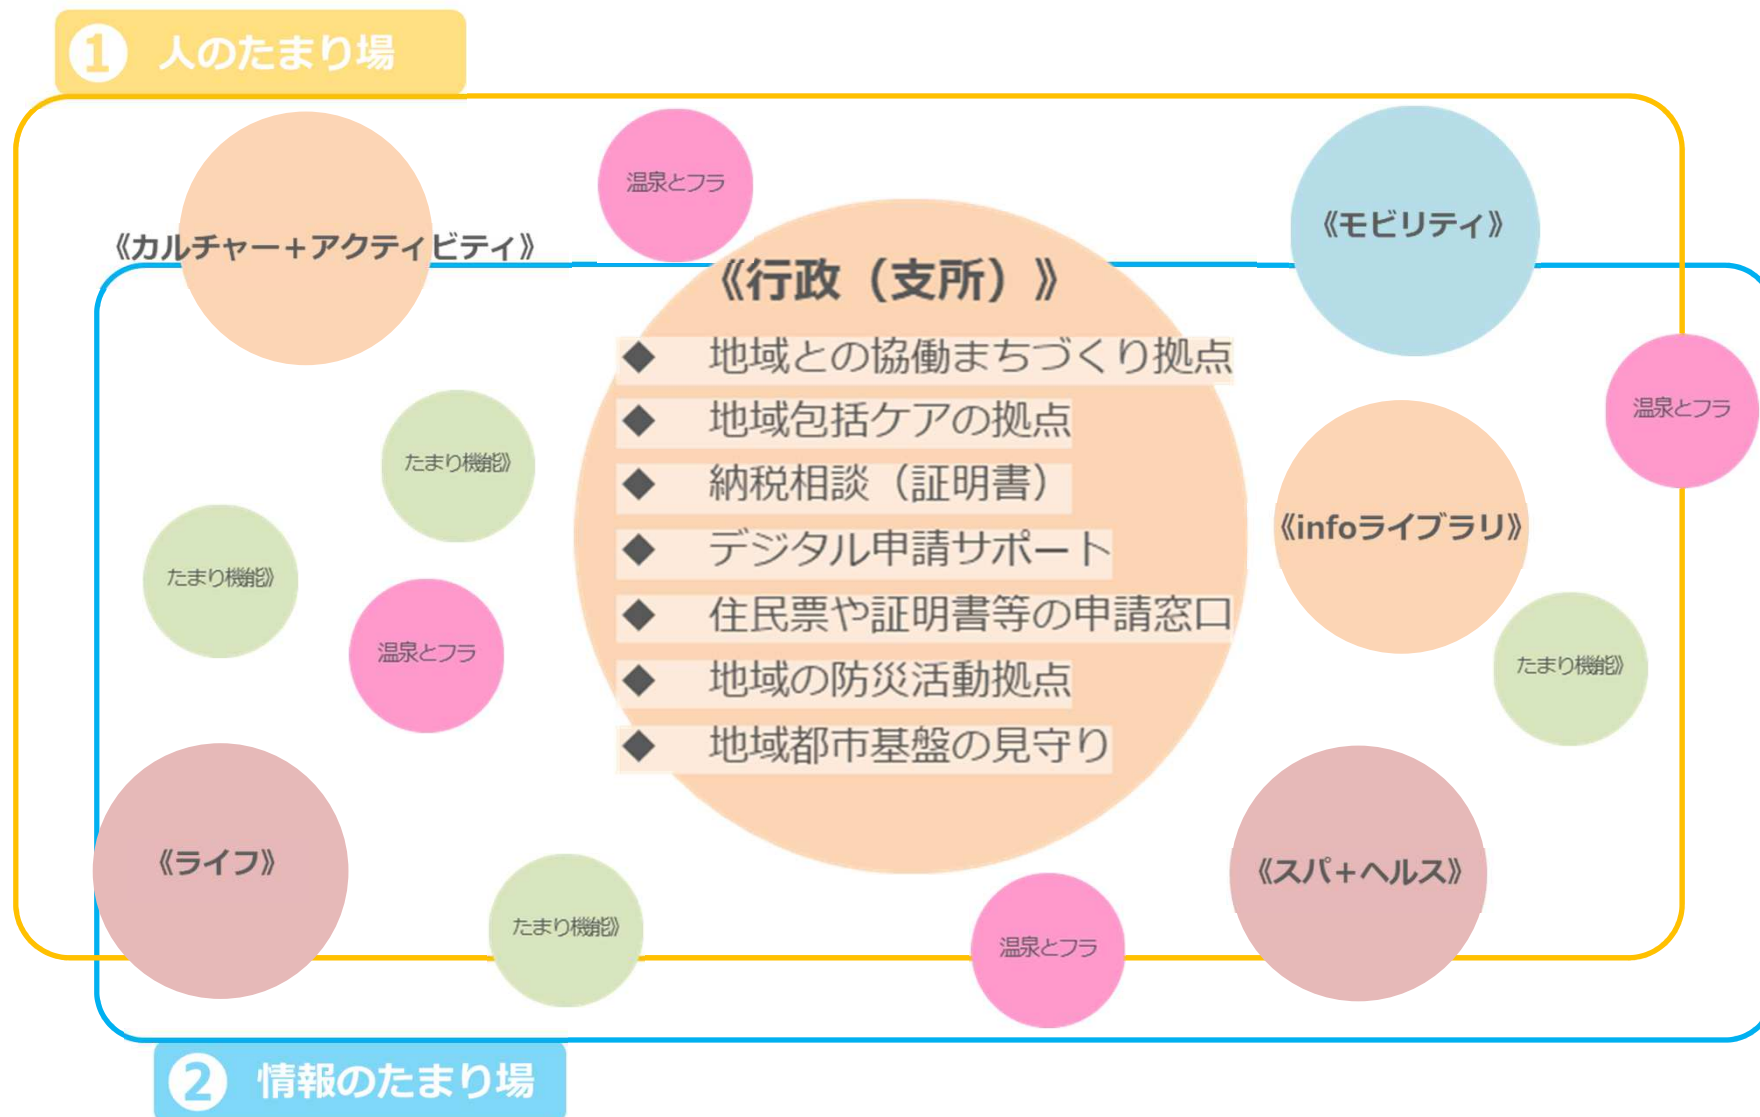 1 人のたまり場
温泉とフラ
《モビリティ》
《カルチャー+アクティビティ》
《行政（支所）》
◆ 地域との協働まちづくり拠点
◆ 地域包括ケアの拠点
◆ 納税相談（証明書）
◆ デジタル申請サポート
◆ 住民票や証明書等の申請窓口
◆ 地域の防災活動拠点
◆ 地域都市基盤の見守り
温泉とフラ
たまり機能》
《infoライブラリ》
たまり機能》
温泉とフラ
たまり機能》
《ライフ》
《スパ+ヘルス》
たまり機能》
温泉とフラ
2 情報のたまり場